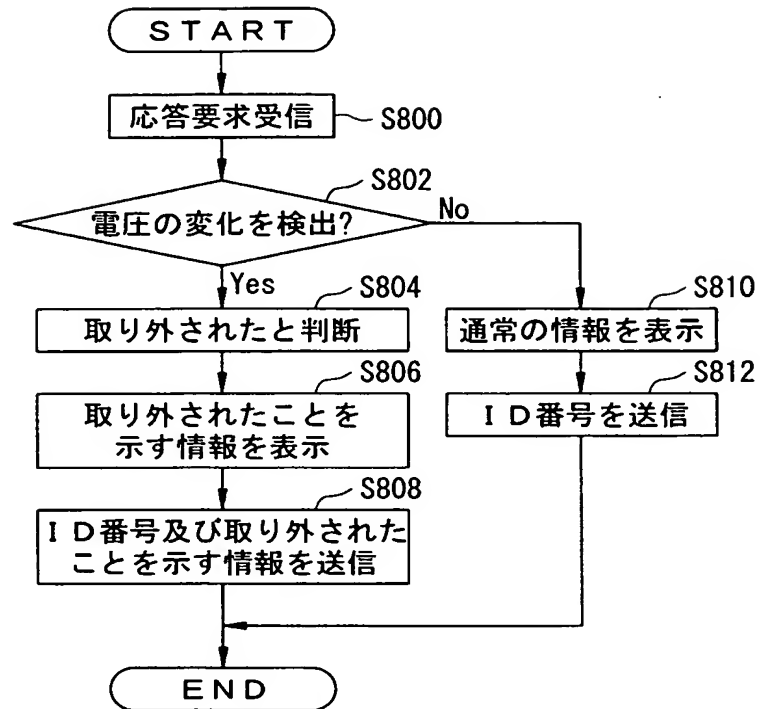 START
応答要求受信
S800
S802
電圧の変化を検出?
No
Yes
S804
取り外されたと判断
S806
取り外されたことを
示す情報を表示
S808
ID番号及び取り外された
ことを示す情報を送信
S810
通常の情報を表示
S812
ID番号を送信
END